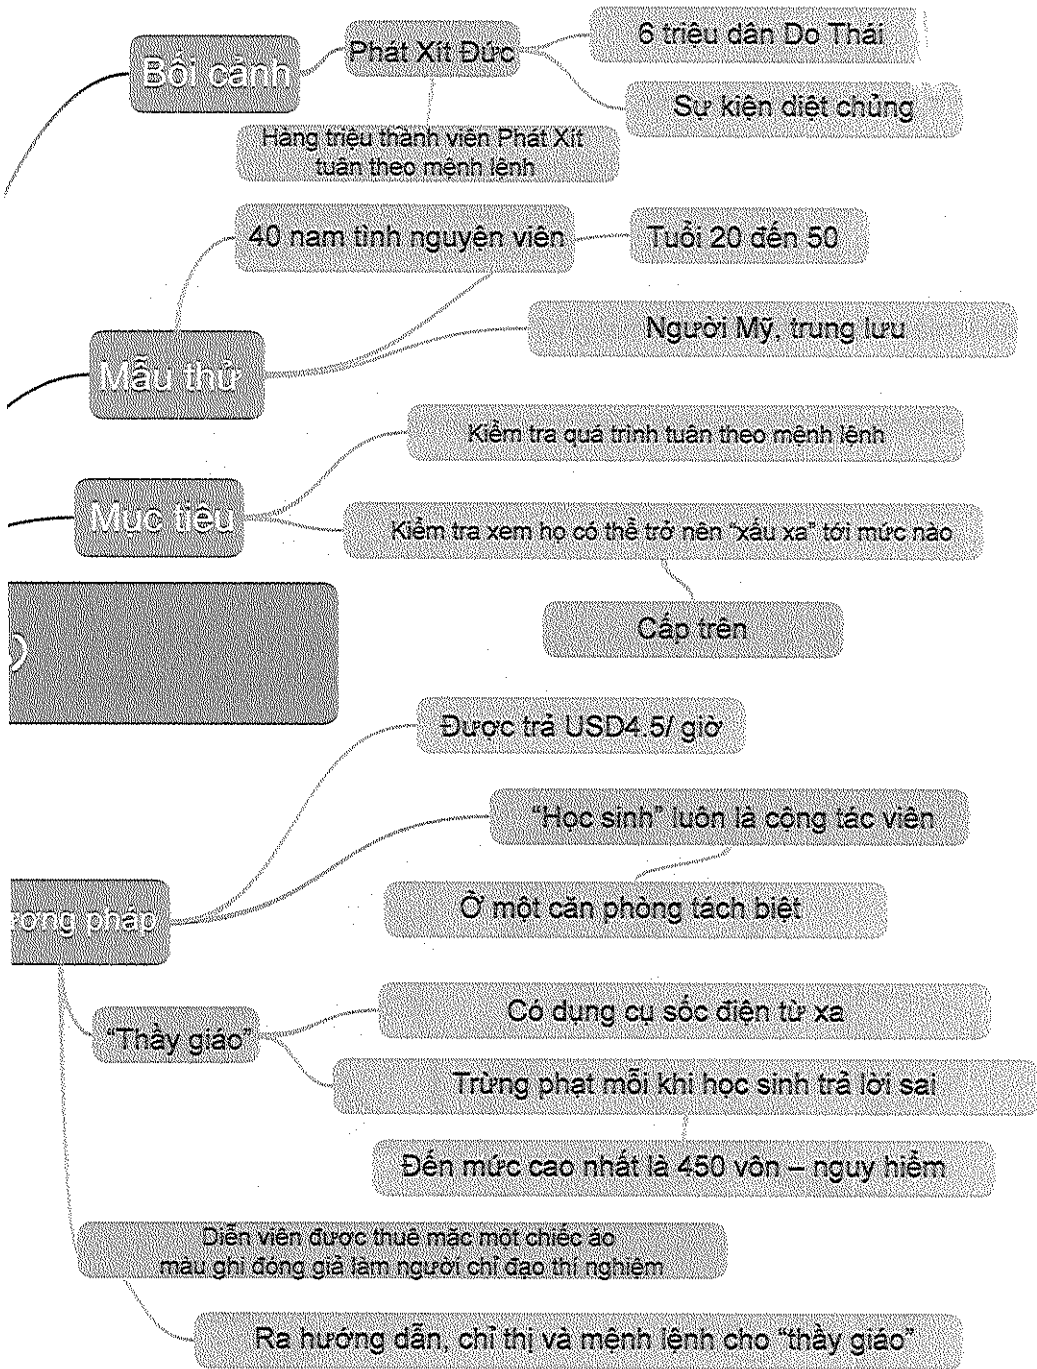 Bối cảnh
Phát Xít Đức
6 triệu dân Do Thái
Sự kiện diệt chủng
Hàng triệu thành viên Phát Xít
tuân theo mệnh lệnh
40 nam tình nguyện viên
Tuổi 20 đến 50
Người Mỹ, trung lưu
Mẫu thử
Kiểm tra quá trình tuân theo mệnh lệnh
Mục tiêu
Kiểm tra xem họ có thể trở nên “xấu xa” tới mức nào
Cấp trên
Được trả USD4.5/ giờ
“Học sinh” luôn là cộng tác viên
Ở một căn phòng tách biệt
ương pháp
Có dụng cụ sốc điện từ xa
“Thầy giáo”
Trừng phạt mỗi khi học sinh trả lời sai
Đến mức cao nhất là 450 vôn – nguy hiểm
Diễn viên được thuê mặc một chiếc áo
màu ghi đóng giả làm người chỉ đạo thí nghiệm
Ra hướng dẫn, chỉ thị và mệnh lệnh cho “thầy giáo”